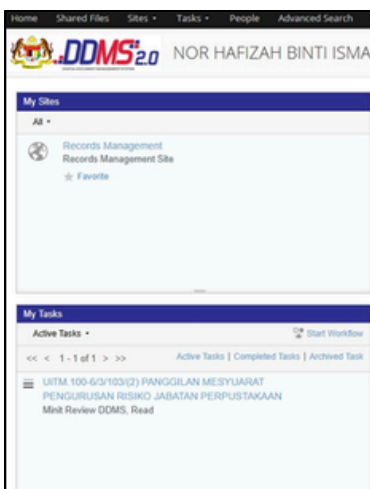 Home Shared Files Sites Tasks People Advanced Search
DDMS 2.0 NOR HAFIZAH BINTI ISMA
My Sites
All
Records Management
Records Management Site
Favorite
My Tasks
Active Tasks Start Workflow
<< < 1 - 1 of 1 > >> Active Tasks | Completed Tasks | Archived Task
UiTM.100-6/3/103/(2) PANGGILAN MESYUARAT
PENGURUSAN RISIKO JABATAN PERPUSTAKAAN
Minit Review DDMS, Read